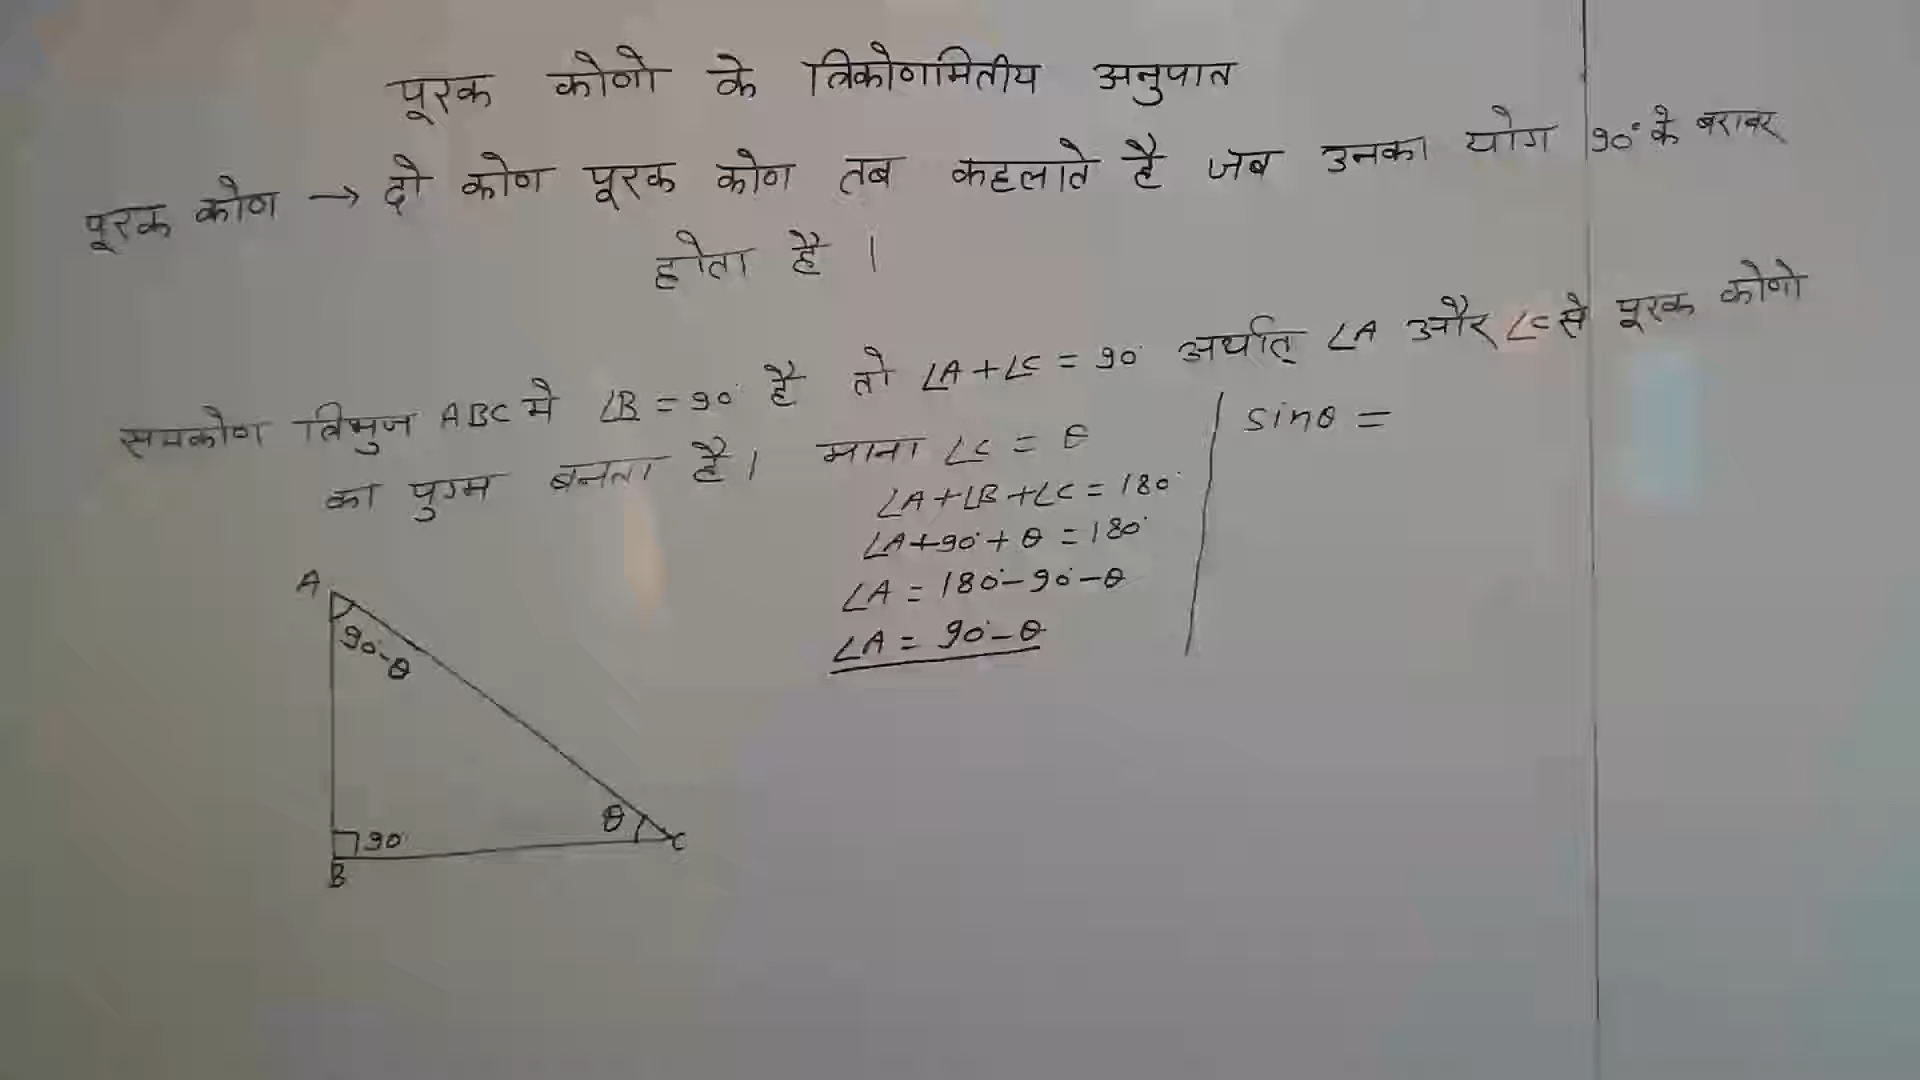 पूरक कोणो के त्रिकोणमितीय अनुपात
पूरक कोण → दो कोण पूरक कोण तब कहलाते है जब उनका योग 90° के बराबर
होता है ।
समकोण त्रिभुज ABC मे ∠B = 90° है तो ∠A+∠C = 90° अर्थात् ∠A और ∠C से पूरक कोणो
का युग्म बनता है। माना ∠C = θ
∠A+∠B+∠C = 180°
∠A+90°+θ = 180°
∠A = 180°-90°-θ
∠A = 90°-θ
sinθ =
A
90°-θ
90°
B
θ
C